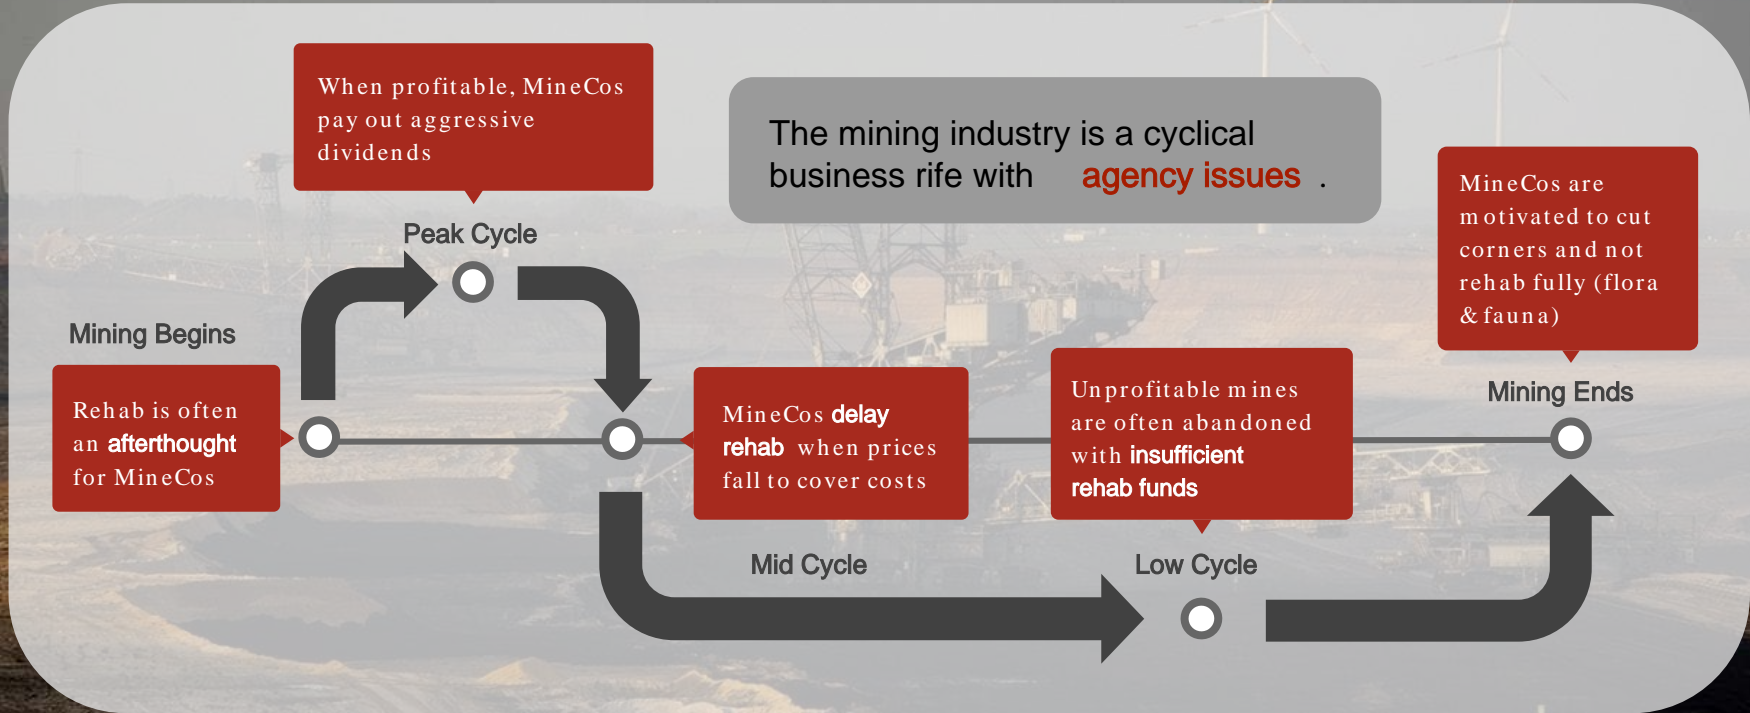 When profitable, MineCos
pay out aggressive
dividends
The mining industry is a cyclical
business rife with agency issues .
MineCos are
motivated to cut
corners and not
rehab fully (flora
& fauna)
Peak Cycle
Mining Begins
Rehab is often
an afterthought
for MineCos
MineCos delay
rehab when prices
fall to cover costs
Unprofitable mines
are often abandoned
with insufficient
rehab funds
Mining Ends
Mid Cycle
Low Cycle